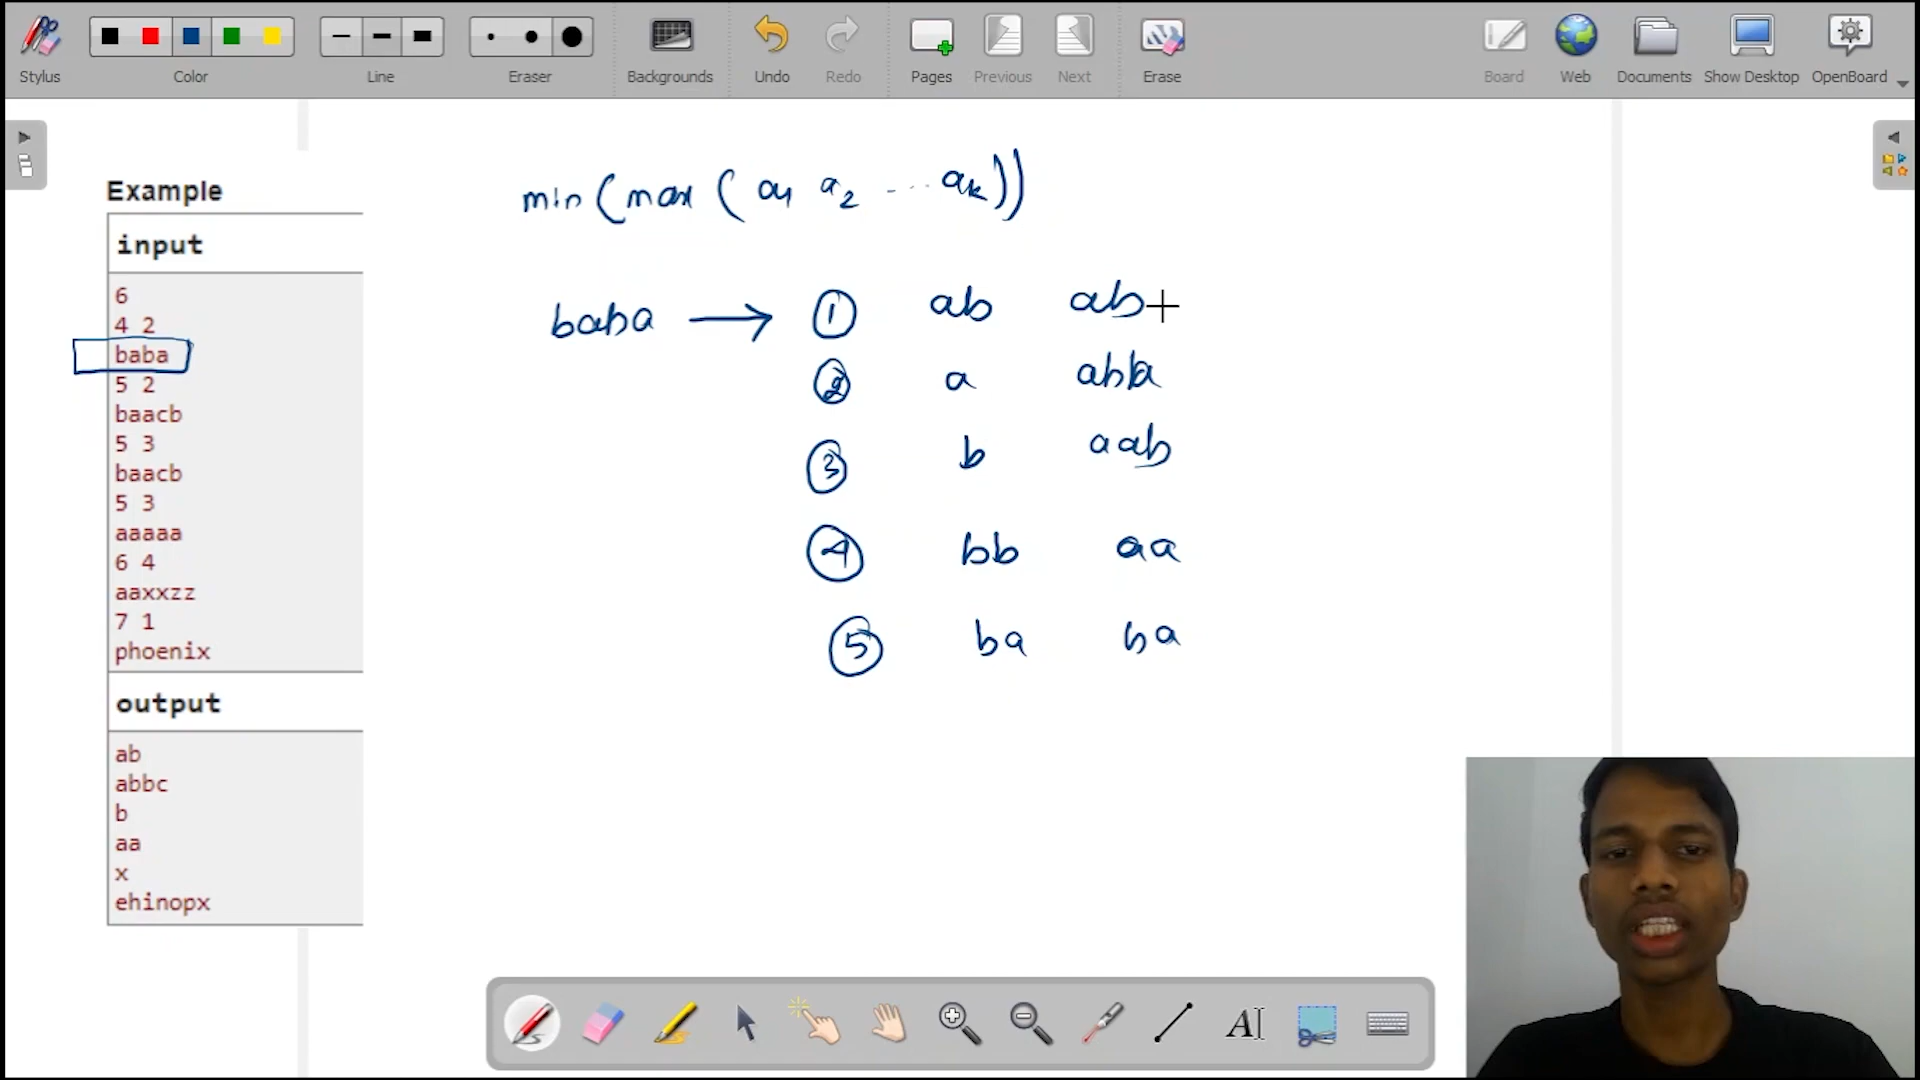 Stylus Color Line Eraser Backgrounds Undo Redo Pages Previous Next Erase Board Web Documents Show Desktop OpenBoard
Example
input
6
4 2
baba
5 2
baacb
5 3
baacb
5 3
aaaaa
6 4
aaxxzz
7 1
phoenix
output
ab
abbc
b
aa
x
ehinopx
min (max ( a1 a2 ... ak))
baba → ① ab ab
② a abb
③ b aab
④ bb aa
⑤ ba ba